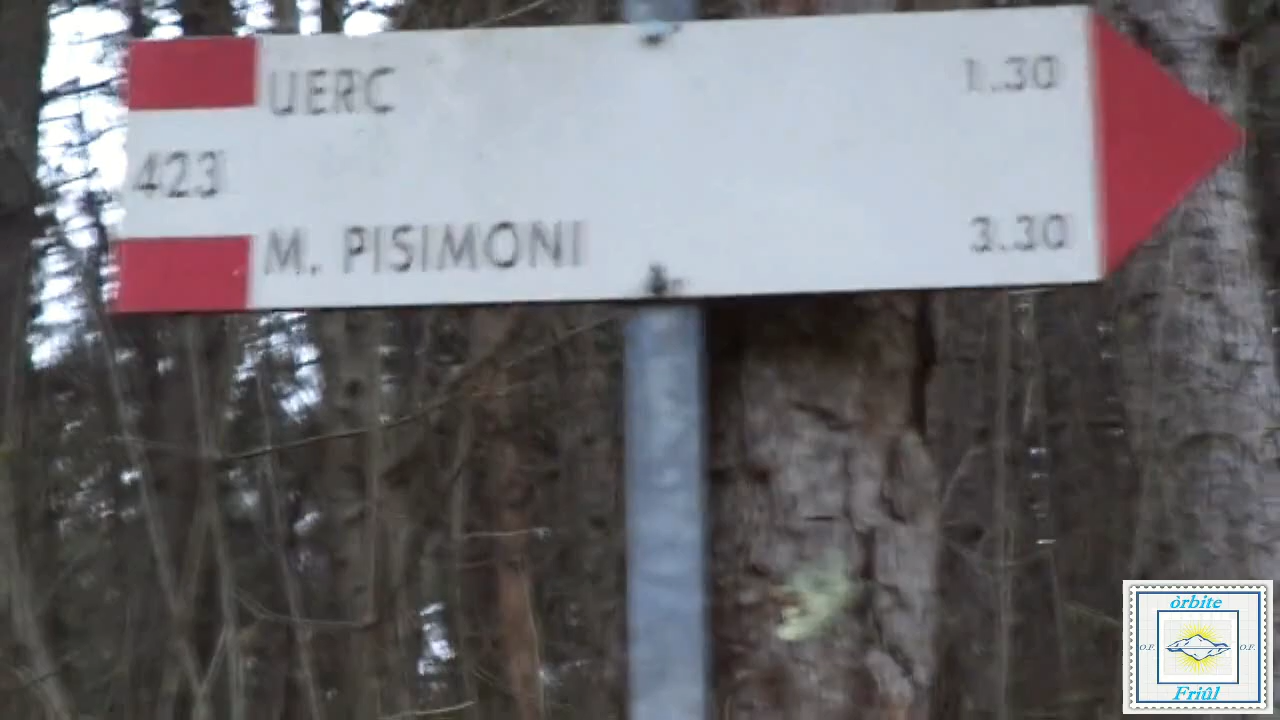 UERC 1.30
423
M. PISIMONI 3.30
òrbite
O.F. O.F.
Friûl